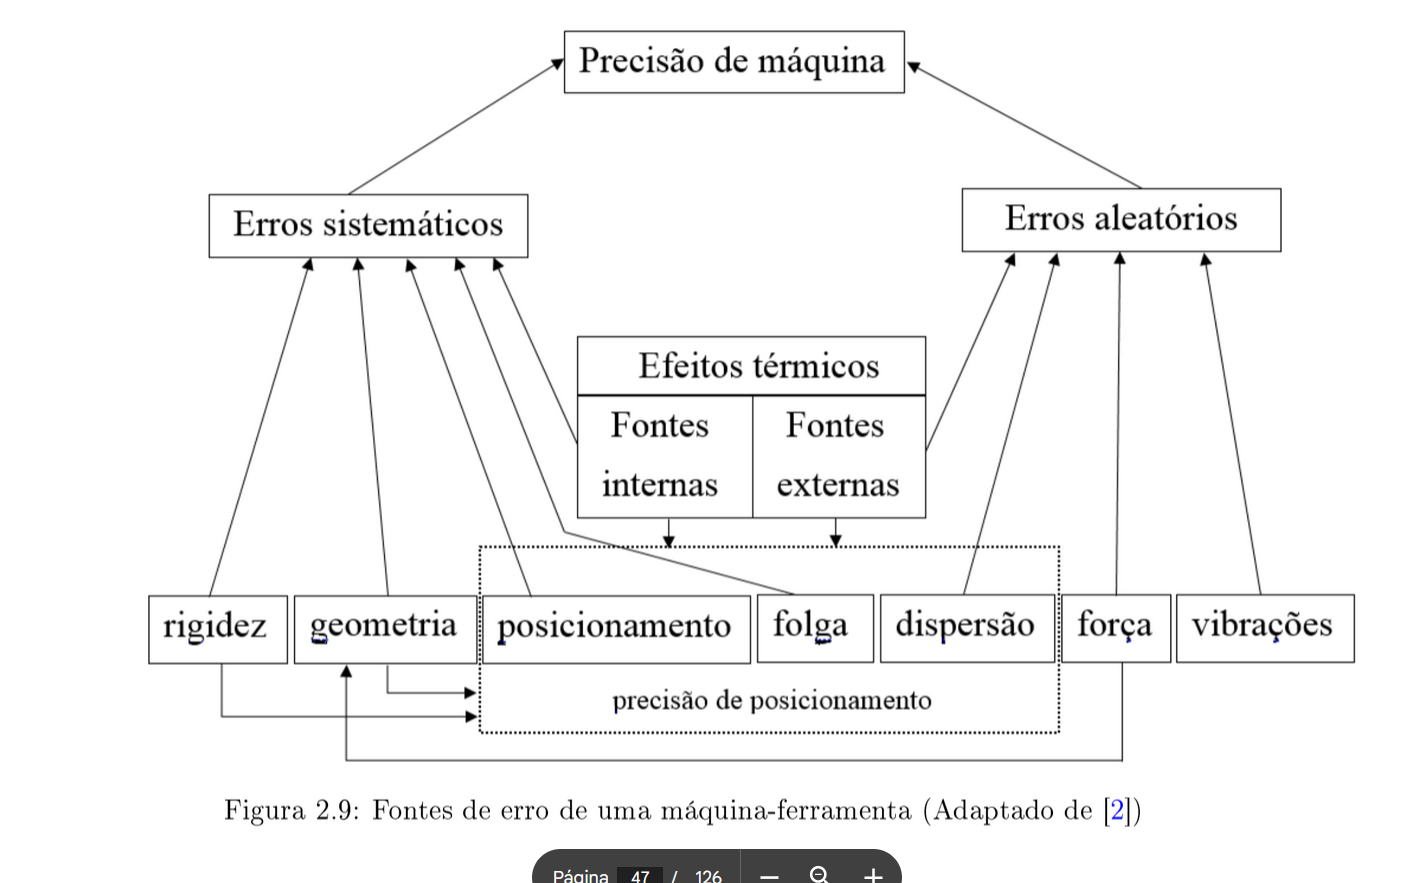 Precisão de máquina
Erros sistemáticos
Erros aleatórios
Efeitos térmicos
Fontes
internas
Fontes
externas
rigidez
geometria
posicionamento
folga
dispersão
força
vibrações
precisão de posicionamento
Figura 2.9: Fontes de erro de uma máquina-ferramenta (Adaptado de [2])
Página 47 / 126